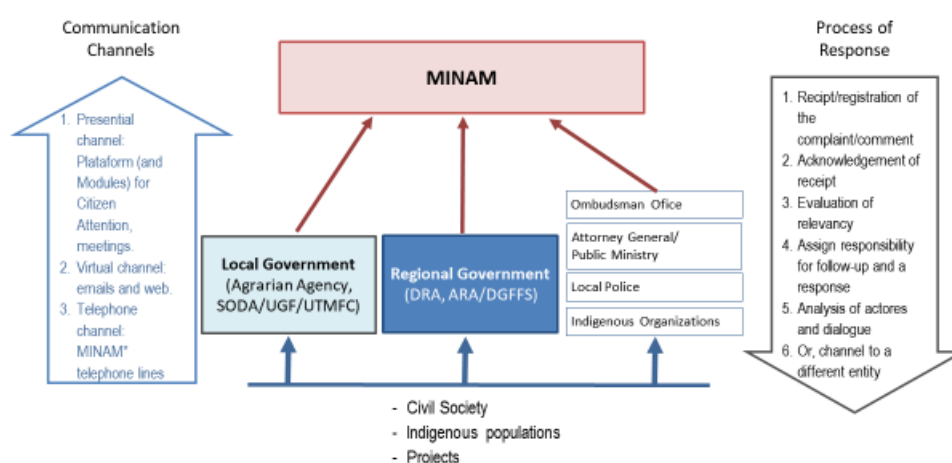 Communication
Channels
1. Presential
channel:
Plataform (and
Modules) for
Citizen
Attention,
meetings.
2. Virtual channel:
emails and web.
3. Telephone
channel:
MINAM"
telephone lines
MINAM
Local Government
(Agrarian Agency,
SODA/UGF/UTMFC)
Regional Government
(DRA, ARA/DGFFS)
Ombudsman Ofice
Attorney General/
Public Ministry
Local Police
Indigenous Organizations
- Civil Society
- Indigenous populations
- Projects
Process of
Response
1. Recipt/registration of
the
complaint/comment
2. Acknowledgement of
receipt
3. Evaluation of
relevancy
4. Assign responsibility
for follow-up and a
response
5. Analysis of actores
and dialogue
6. Or, channel to a
different entity